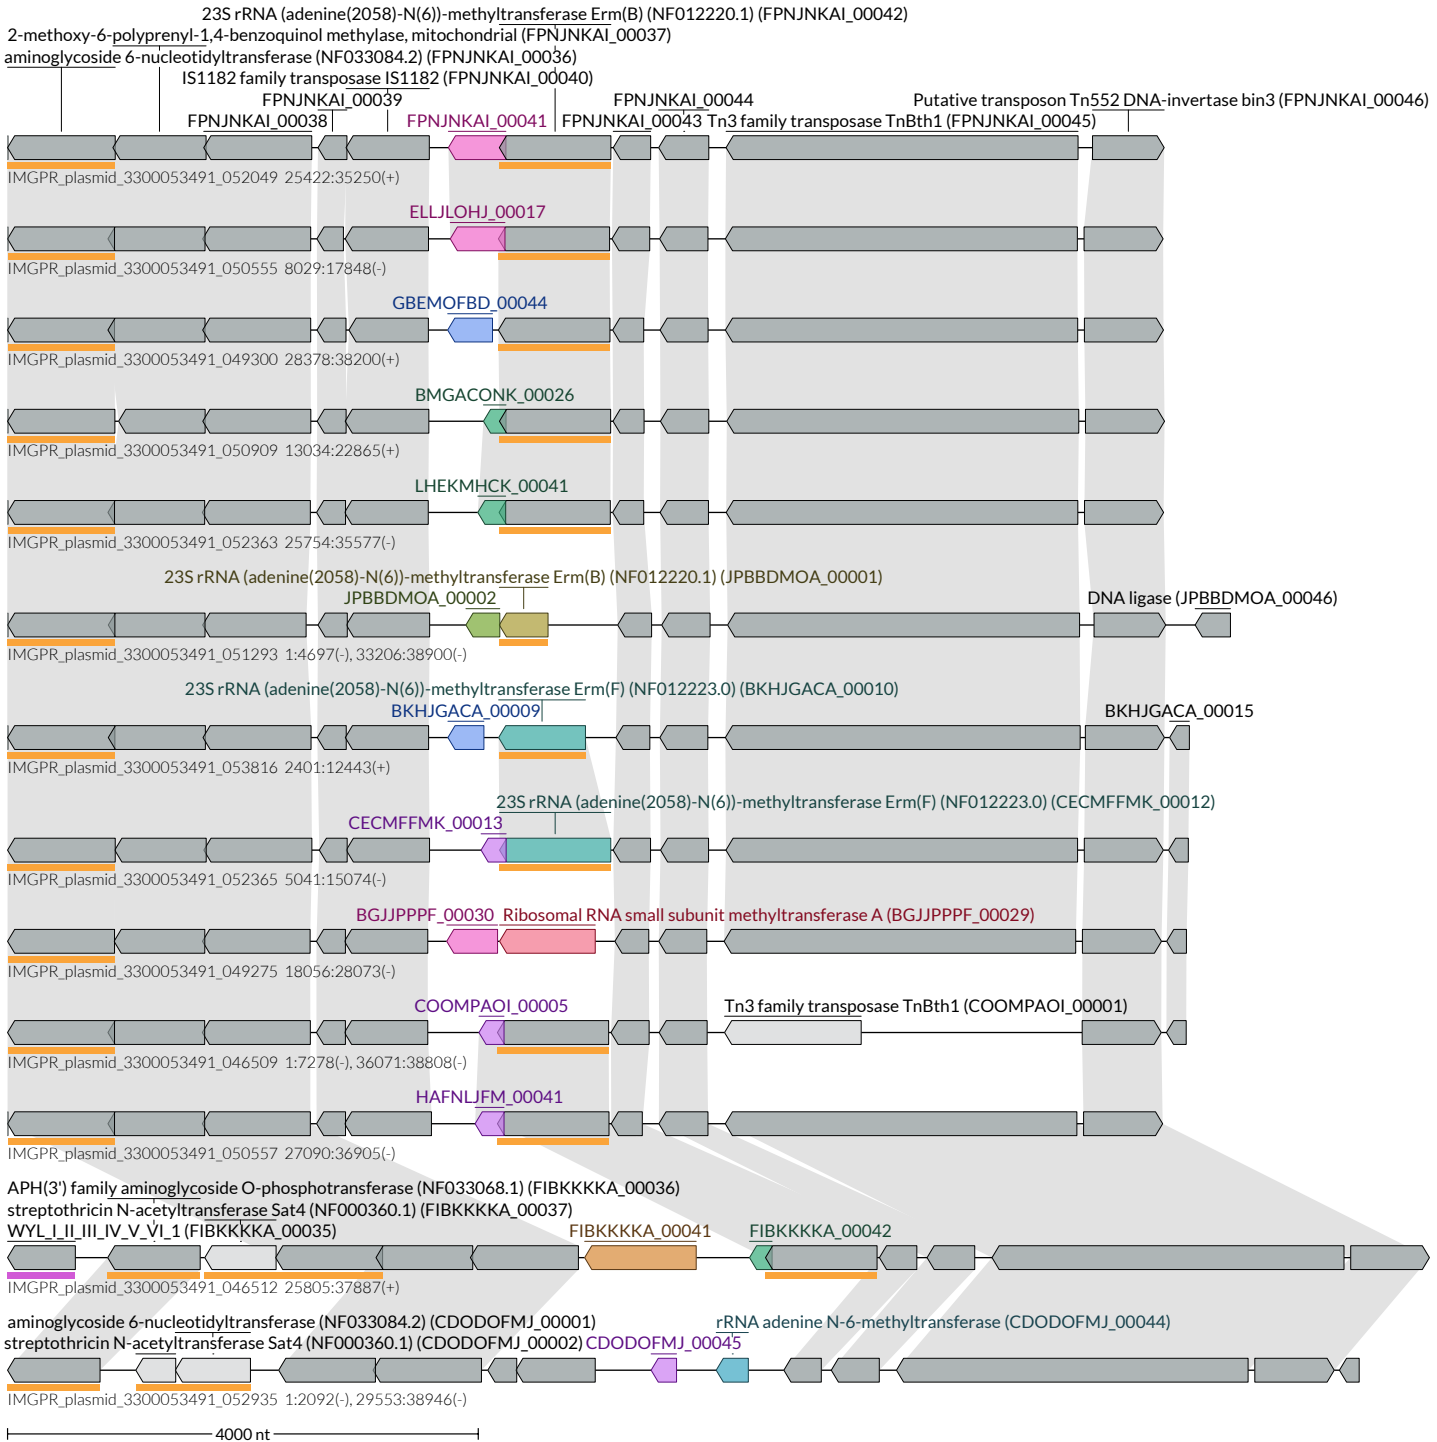 23S rRNA (adenine(2058)-N(6))-methyltransferase Erm(B) (NF012220.1) (FPNJNKAI_00042)
2-methoxy-6-polyprenyl-1,4-benzoquinol methylase, mitochondrial (FPNJNKAI_00037)
aminoglycoside 6-nucleotidyltransferase (NF033084.2) (FPNJNKAI_00036)
IS1182 family transposase IS1182 (FPNJNKAI_00040)
FPNJNKAI_00039 FPNJNKAI_00044 Putative transposon Tn552 DNA-invertase bin3 (FPNJNKAI_00046)
FPNJNKAI_00038 FPNJNKAI_00041 FPNJNKAI_00043 Tn3 family transposase TnBth1 (FPNJNKAI_00045)
IMGPR_plasmid_3300053491_052049 25422:35250(+)
ELLJLOHJ_00017
IMGPR_plasmid_3300053491_050555 8029:17848(-)
GBEMOFBD_00044
IMGPR_plasmid_3300053491_049300 28378:38200(+)
BMGACONK_00026
IMGPR_plasmid_3300053491_050909 13034:22865(+)
LHEKMHCK_00041
IMGPR_plasmid_3300053491_052363 25754:35577(-)
23S rRNA (adenine(2058)-N(6))-methyltransferase Erm(B) (NF012220.1) (JPBBDMOA_00001)
JPBBDMOA_00002 DNA ligase (JPBBDMOA_00046)
IMGPR_plasmid_3300053491_051293 1:4697(-), 33206:38900(-)
23S rRNA (adenine(2058)-N(6))-methyltransferase Erm(F) (NF012223.0) (BKHJGACA_00010)
BKHJGACA_00009 BKHJGACA_00015
IMGPR_plasmid_3300053491_053816 2401:12443(+)
23S rRNA (adenine(2058)-N(6))-methyltransferase Erm(F) (NF012223.0) (CECMFFMK_00012)
CECMFFMK_00013
IMGPR_plasmid_3300053491_052365 5041:15074(-)
BGJJPPPF_00030 Ribosomal RNA small subunit methyltransferase A (BGJJPPPF_00029)
IMGPR_plasmid_3300053491_049275 18056:28073(-)
COOMPAOI_00005 Tn3 family transposase TnBth1 (COOMPAOI_00001)
IMGPR_plasmid_3300053491_046509 1:7278(-), 36071:38808(-)
HAFNLJFM_00041
IMGPR_plasmid_3300053491_050557 27090:36905(-)
APH(3') family aminoglycoside O-phosphotransferase (NF033068.1) (FIBKKKKA_00036)
streptothricin N-acetyltransferase Sat4 (NF000360.1) (FIBKKKKA_00037)
WYL_I_II_III_IV_V_VI_1 (FIBKKKKA_00035) FIBKKKKA_00041 FIBKKKKA_00042
IMGPR_plasmid_3300053491_046512 25805:37887(+)
aminoglycoside 6-nucleotidyltransferase (NF033084.2) (CDODOFMJ_00001) rRNA adenine N-6-methyltransferase (CDODOFMJ_00044)
streptothricin N-acetyltransferase Sat4 (NF000360.1) (CDODOFMJ_00002) CDODOFMJ_00045
IMGPR_plasmid_3300053491_052935 1:2092(-), 29553:38946(-)
4000 nt